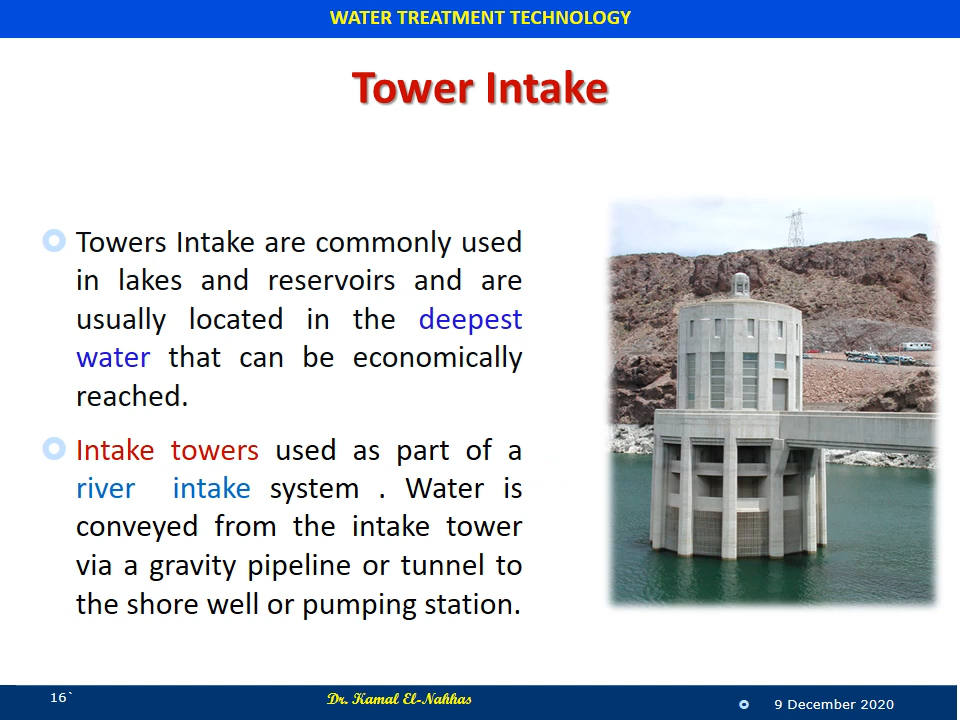 WATER TREATMENT TECHNOLOGY
Tower Intake
Towers Intake are commonly used
in lakes and reservoirs and are
usually located in the deepest
water that can be economically
reached.
Intake towers used as part of a
river intake system . Water is
conveyed from the intake tower
via a gravity pipeline or tunnel to
the shore well or pumping station.
16`
Dr. Kamal El-Nahhas
9 December 2020